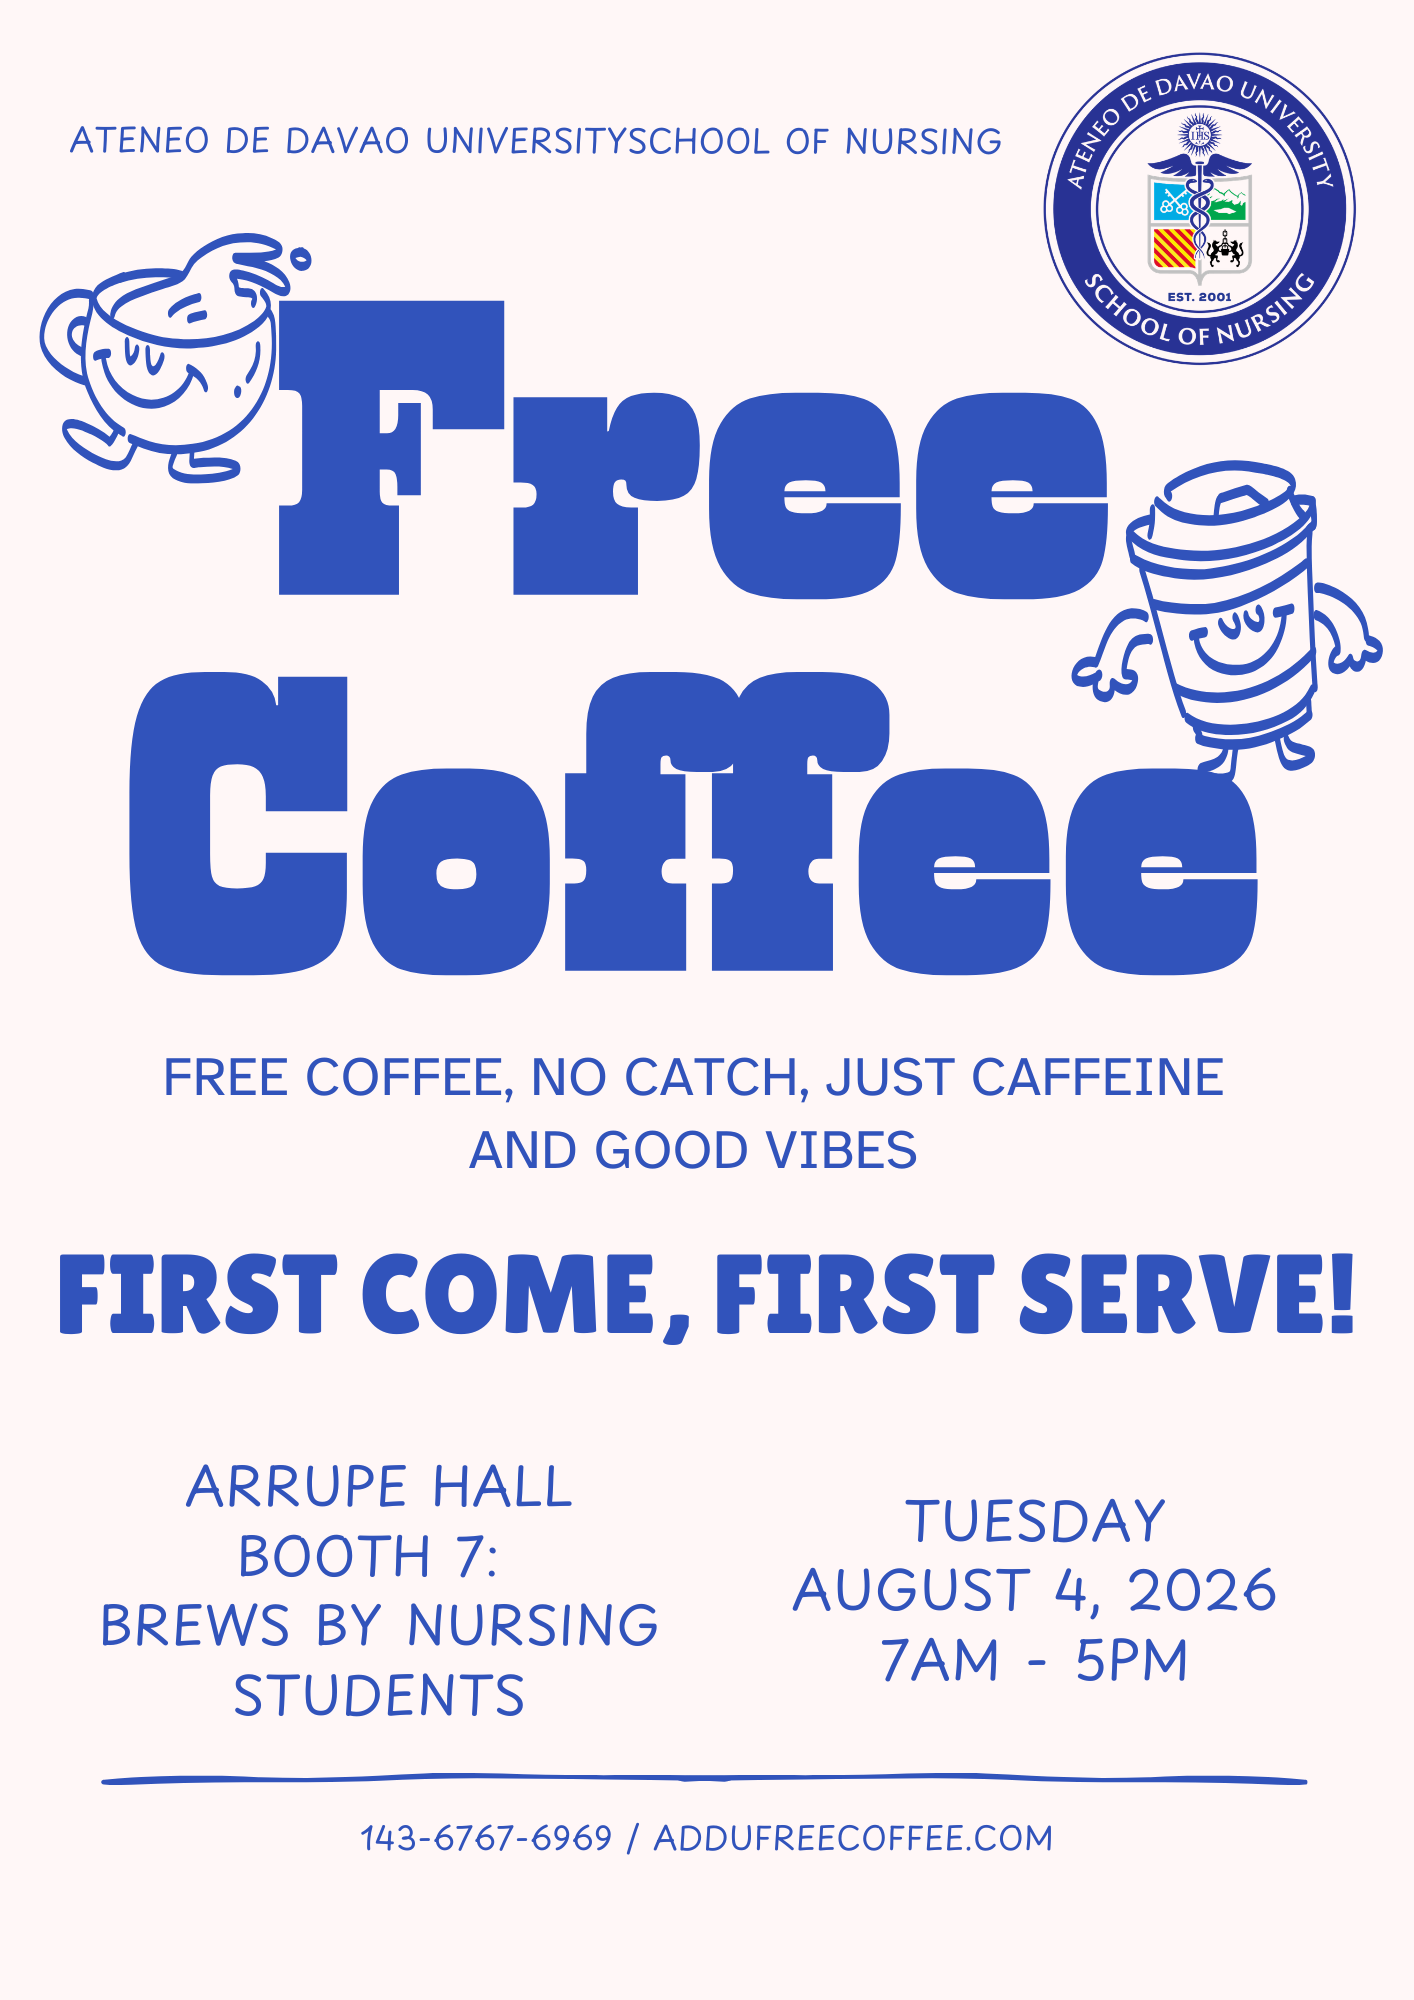 ATENEO DE DAVAO UNIVERSITYSCHOOL OF NURSING
ATENEO DE DAVAO UNIVERSITY
IHS
EST. 2001
SCHOOL OF NURSING
Free
Coffee
FREE COFFEE, NO CATCH, JUST CAFFEINE
AND GOOD VIBES
FIRST COME, FIRST SERVE!
ARRUPE HALL
BOOTH 7:
BREWS BY NURSING
STUDENTS
TUESDAY
AUGUST 4, 2026
7AM - 5PM
143-6767-6969 / ADDUFREECOFFEE.COM